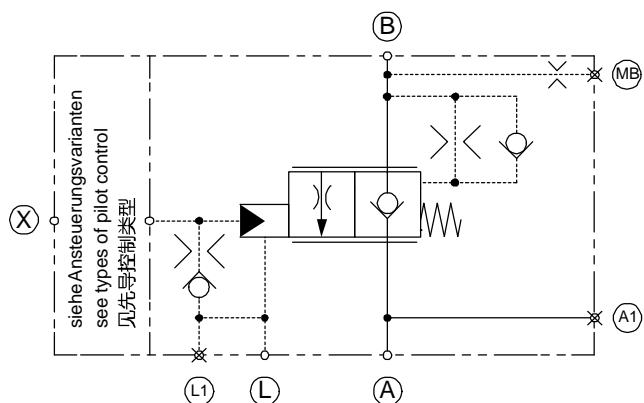 B
MB
X
siehe Ansteuerungsvarianten
see types of pilot control
见先导控制类型
A1
L1
L
A